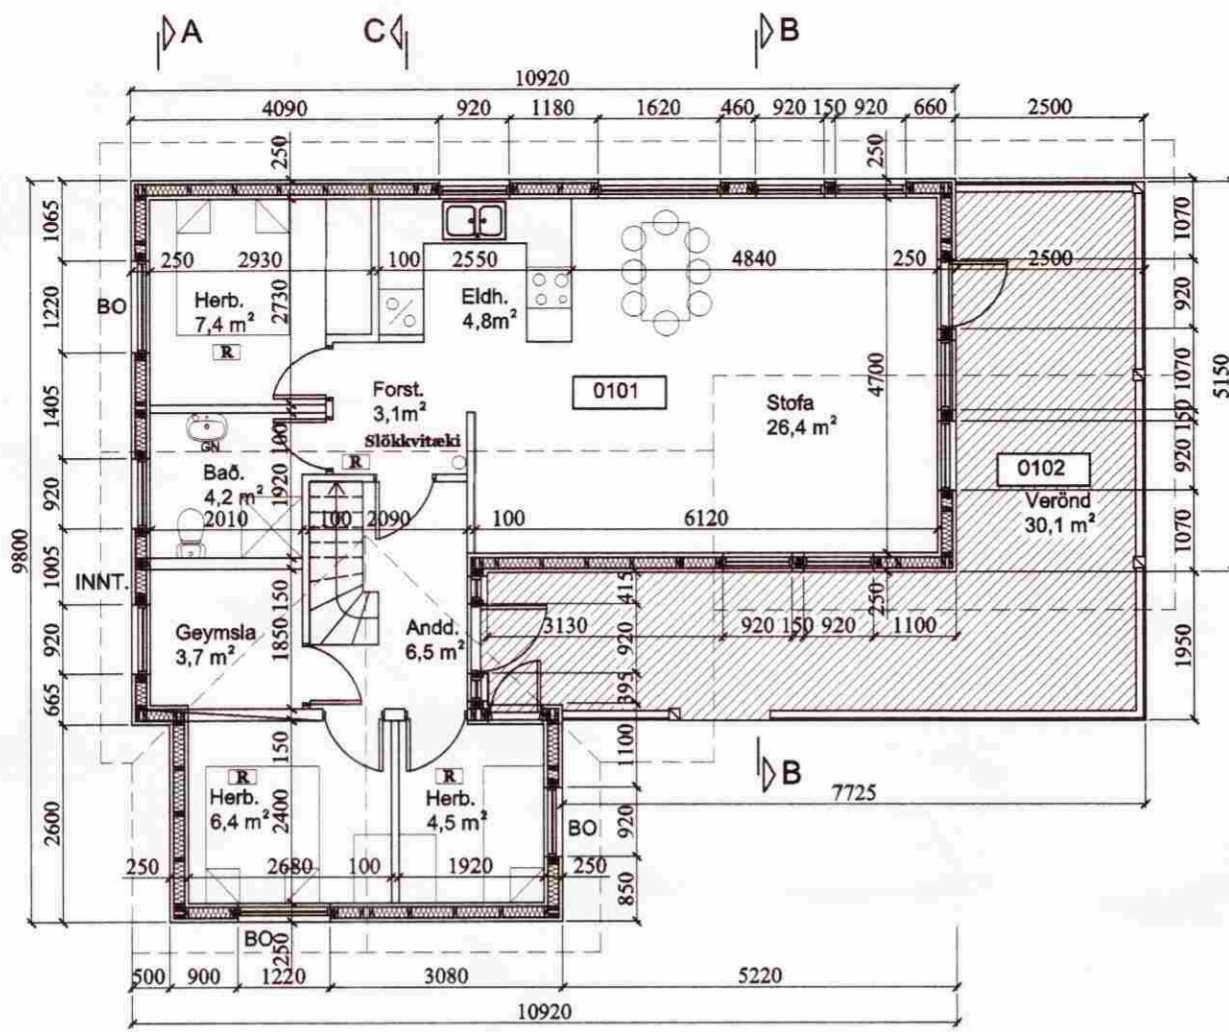 A
C
B
10920
4090
920
1180
1620
460
920
150
920
660
2500
250
250
1065
1220
1405
920
1005
920
665
2600
9800
BO
INNT.
250
2930
100
2550
4840
250
2500
Herb.
7,4 m²
2730
R
Eldh.
4,8m²
Forst.
3,1m²
Slökkvitæki
R
0101
Stofa
26,4 m²
4700
0102
Verönd
30,1 m²
1070
920
1070
150
920
1070
5150
1950
GN
Bað.
4,2 m²
100
1920
2010
100
2090
100
6120
Geymsla
3,7 m²
150
1850
Andd.
6,5 m²
415
920
395
3130
920
150
920
250
1100
150
2400
R
Herb.
6,4 m²
R
Herb.
4,5 m²
1100
920
850
BO
B
7725
250
2680
100
1920
250
BO
250
500
900
1220
3080
5220
10920